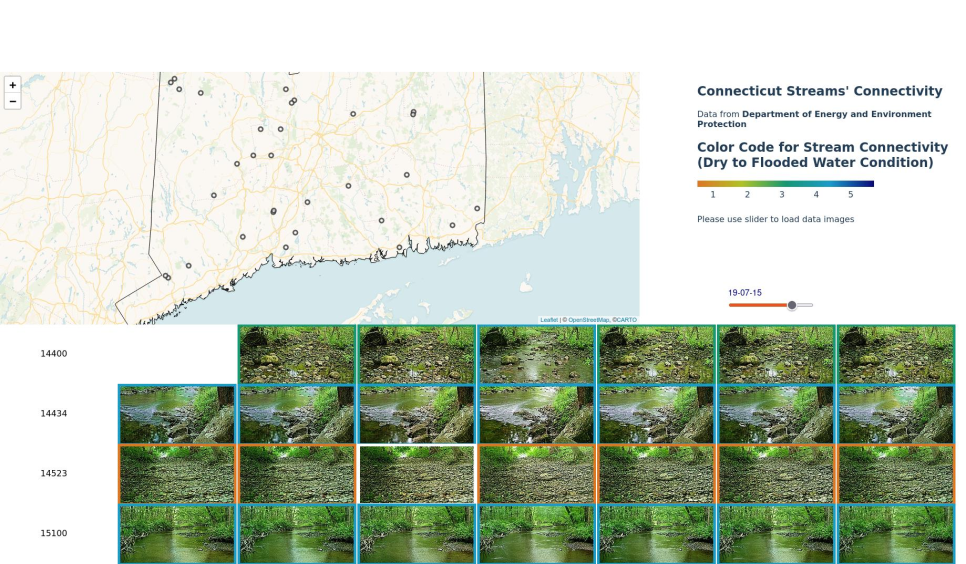 +
−
Connecticut Streams' Connectivity
Data from Department of Energy and Environment
Protection
Color Code for Stream Connectivity
(Dry to Flooded Water Condition)
1 2 3 4 5
Please use slider to load data images
19-07-15
Leaflet | © OpenStreetMap, ©CARTO
14400
14434
14523
15100